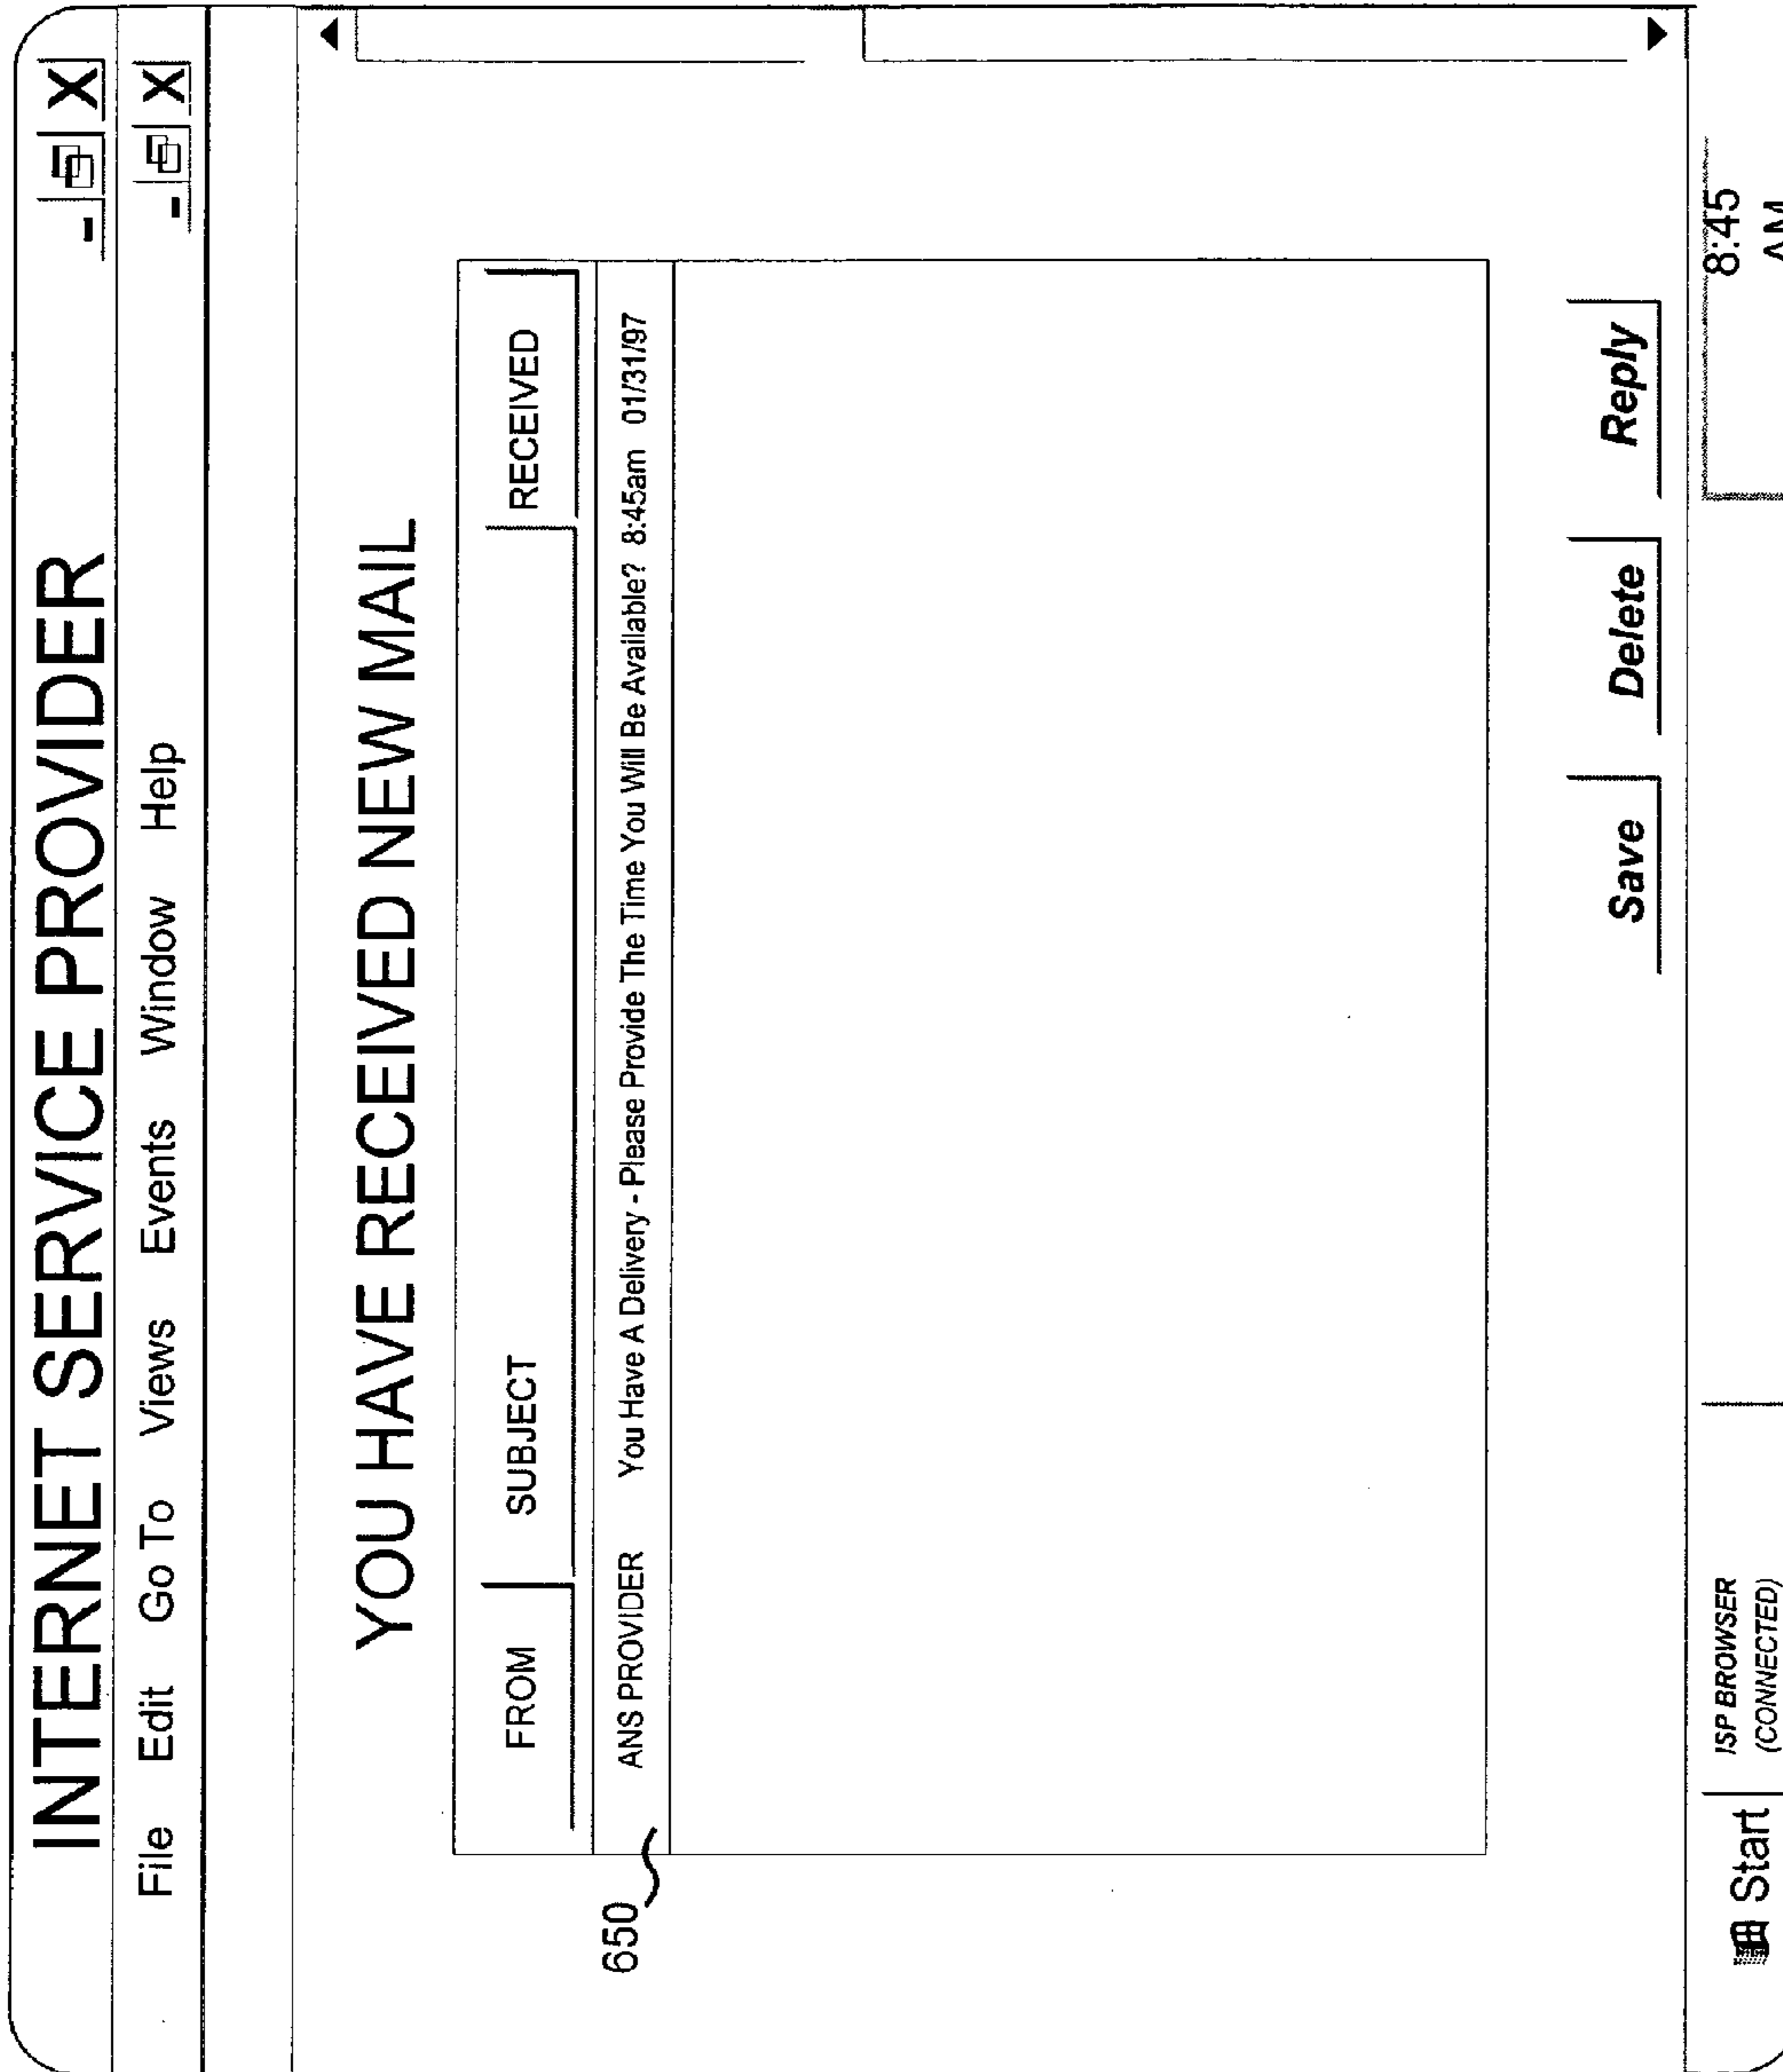 INTERNET SERVICE PROVIDER
File Edit Go To Views Events Window Help
YOU HAVE RECEIVED NEW MAIL
FROM SUBJECT RECEIVED
650
ANS PROVIDER You Have A Delivery - Please Provide The Time You Will Be Available? 8:45am 01/31/97
Save Delete Reply
Start
ISP BROWSER
(CONNECTED)
8:45
AM